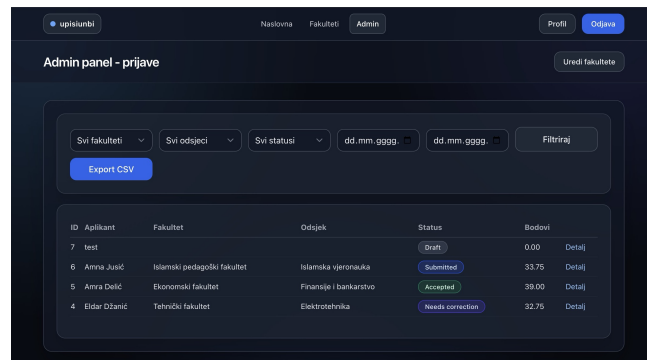 upisiunbi Naslovna Fakulteti Admin Profil Odjava
Admin panel - prijave Uredi fakultete
Svi fakulteti Svi odsjeci Svi statusi dd.mm.gggg. dd.mm.gggg. Filtriraj
Export CSV
ID Aplikant Fakultet Odsjek Status Bodovi
7 test Draft 0.00 Detalj
6 Amna Jusić Islamski pedagoški fakultet Islamska vjeronauka Submitted 33.75 Detalj
5 Amra Delić Ekonomski fakultet Finansije i bankarstvo Accepted 39.00 Detalj
4 Eldar Džanić Tehnički fakultet Elektrotehnika Needs correction 32.75 Detalj